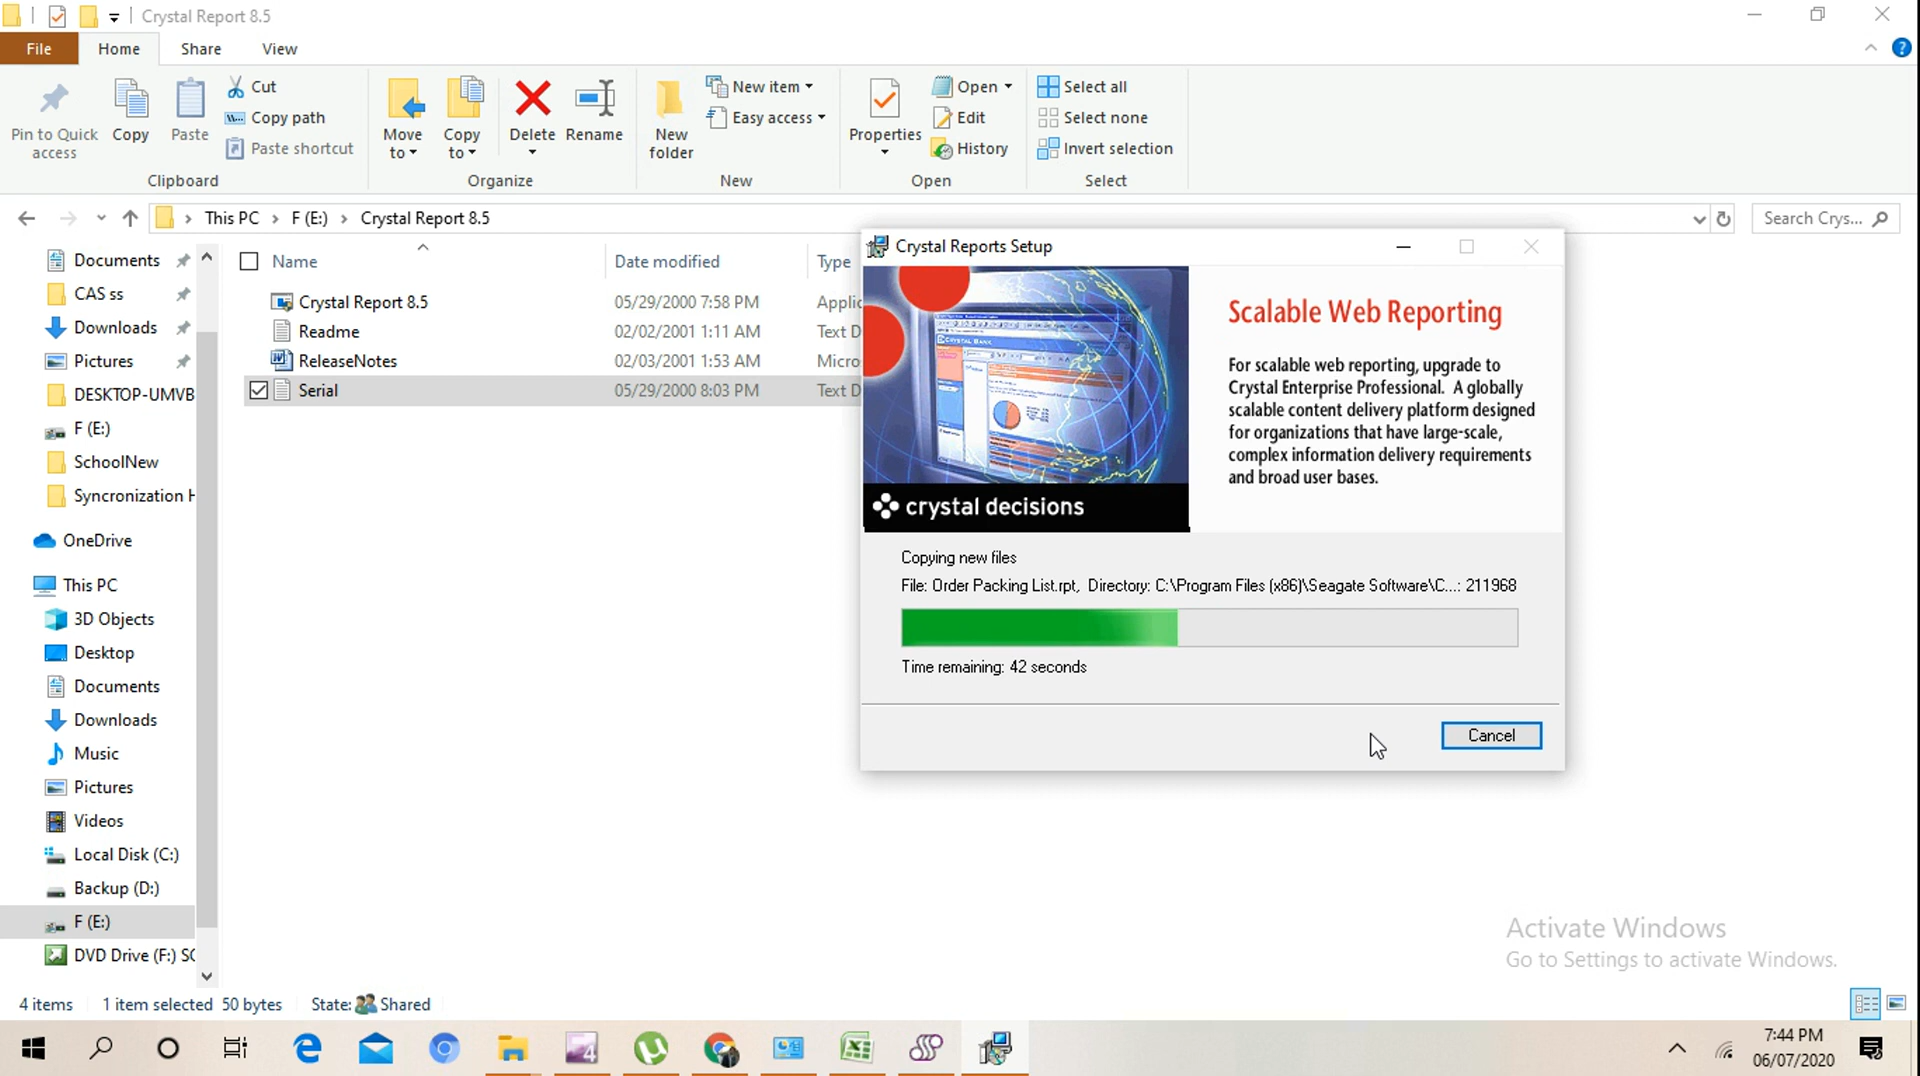 Crystal Report 8.5
File Home Share View
Pin to Quick access
Copy
Paste
Cut
Copy path
Paste shortcut
Clipboard
Move to
Copy to
Delete
Rename
Organize
New folder
New item
Easy access
New
Properties
Open
Edit
History
Open
Select all
Select none
Invert selection
Select
This PC › F (E:) › Crystal Report 8.5
Search Crys...
Documents
CAS ss
Downloads
Pictures
DESKTOP-UMVB
F (E:)
SchoolNew
Syncronization H
OneDrive
This PC
3D Objects
Desktop
Documents
Downloads
Music
Pictures
Videos
Local Disk (C:)
Backup (D:)
F (E:)
DVD Drive (F:) SC
Name Date modified Type
Crystal Report 8.5 05/29/2000 7:58 PM Applic
Readme 02/02/2001 1:11 AM Text D
ReleaseNotes 02/03/2001 1:53 AM Micro
Serial 05/29/2000 8:03 PM Text D
Crystal Reports Setup
crystal decisions
Scalable Web Reporting
For scalable web reporting, upgrade to
Crystal Enterprise Professional. A globally
scalable content delivery platform designed
for organizations that have large-scale,
complex information delivery requirements
and broad user bases.
Copying new files
File: Order Packing List.rpt, Directory: C:\Program Files (x86)\Seagate Software\C...: 211968
Time remaining: 42 seconds
Cancel
Activate Windows
Go to Settings to activate Windows.
4 items 1 item selected 50 bytes State: Shared
7:44 PM
06/07/2020